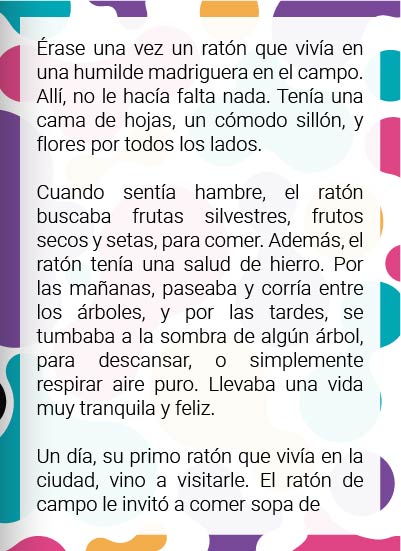 Érase una vez un ratón que vivía en
una humilde madriguera en el campo.
Allí, no le hacía falta nada. Tenía una
cama de hojas, un cómodo sillón, y
flores por todos los lados.
Cuando sentía hambre, el ratón
buscaba frutas silvestres, frutos
secos y setas, para comer. Además, el
ratón tenía una salud de hierro. Por
las mañanas, paseaba y corría entre
los árboles, y por las tardes, se
tumbaba a la sombra de algún árbol,
para descansar, o simplemente
respirar aire puro. Llevaba una vida
muy tranquila y feliz.
Un día, su primo ratón que vivía en la
ciudad, vino a visitarle. El ratón de
campo le invitó a comer sopa de